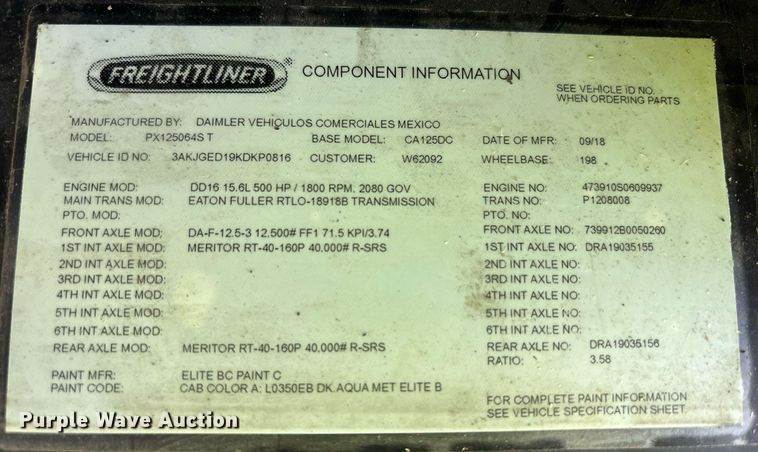 FREIGHTLINER ® COMPONENT INFORMATION
SEE VEHICLE ID NO.
WHEN ORDERING PARTS
MANUFACTURED BY: DAIMLER VEHICULOS COMERCIALES MEXICO
MODEL: PX125064S T BASE MODEL: CA125DC DATE OF MFR: 09/18
VEHICLE ID NO: 3AKJGED19KDKP0816 CUSTOMER: W62092 WHEELBASE: 198
ENGINE MOD: DD16 15.6L 500 HP / 1800 RPM, 2080 GOV ENGINE NO: 473910S0609937
MAIN TRANS MOD: EATON FULLER RTLO-18918B TRANSMISSION TRANS NO: P1208008
PTO. MOD: PTO. NO:
FRONT AXLE MOD: DA-F-12.5-3 12,500# FF1 71.5 KPI/3.74 FRONT AXLE NO: 739912B0050260
1ST INT AXLE MOD: MERITOR RT-40-160P 40,000# R-SRS 1ST INT AXLE NO: DRA19035155
2ND INT AXLE MOD: 2ND INT AXLE NO:
3RD INT AXLE MOD: 3RD INT AXLE NO:
4TH INT AXLE MOD: 4TH INT AXLE NO:
5TH INT AXLE MOD: 5TH INT AXLE NO:
6TH INT AXLE MOD: 6TH INT AXLE NO:
REAR AXLE MOD: MERITOR RT-40-160P 40,000# R-SRS REAR AXLE NO: DRA19035156
RATIO: 3.58
PAINT MFR: ELITE BC PAINT C
PAINT CODE: CAB COLOR A: L0350EB DK.AQUA MET ELITE B
FOR COMPLETE PAINT INFORMATION
SEE VEHICLE SPECIFICATION SHEET
Purple Wave Auction